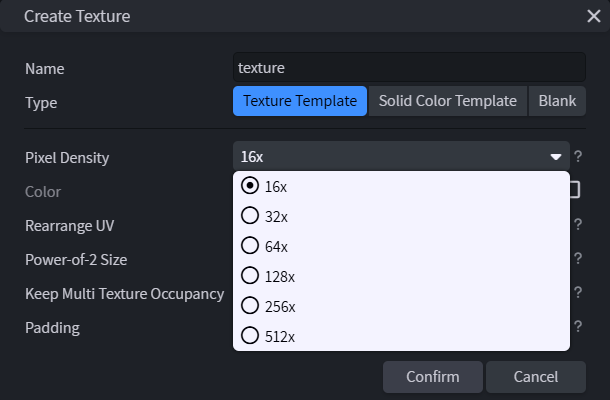 Create Texture
Name texture
Type Texture Template Solid Color Template Blank
Pixel Density 16x ?
Color 16x
32x
Rearrange UV ?
64x
Power-of-2 Size ?
128x
Keep Multi Texture Occupancy ?
256x
Padding ?
512x
Confirm Cancel